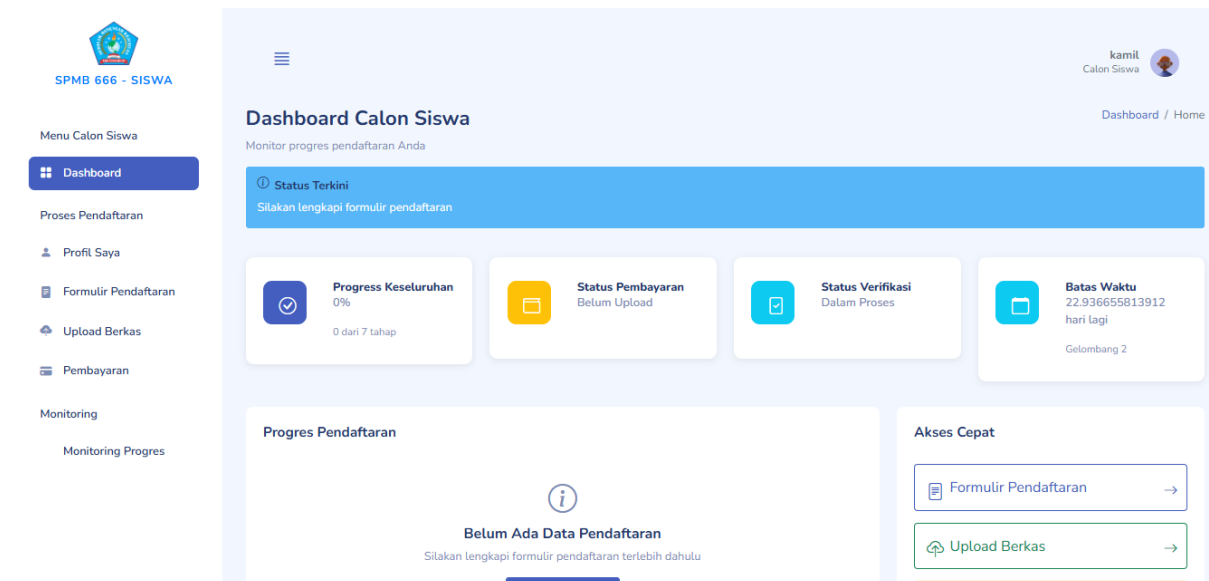 SPMB 666 - SISWA
Menu Calon Siswa
Dashboard
Proses Pendaftaran
Profil Saya
Formulir Pendaftaran
Upload Berkas
Pembayaran
Monitoring
Monitoring Progres
kamil
Calon Siswa
Dashboard Calon Siswa
Dashboard / Home
Monitor progres pendaftaran Anda
Status Terkini
Silakan lengkapi formulir pendaftaran
Progress Keseluruhan
0%
0 dari 7 tahap
Status Pembayaran
Belum Upload
Status Verifikasi
Dalam Proses
Batas Waktu
22.936655813912
hari lagi
Gelombang 2
Progres Pendaftaran
Belum Ada Data Pendaftaran
Silakan lengkapi formulir pendaftaran terlebih dahulu
Akses Cepat
Formulir Pendaftaran
Upload Berkas